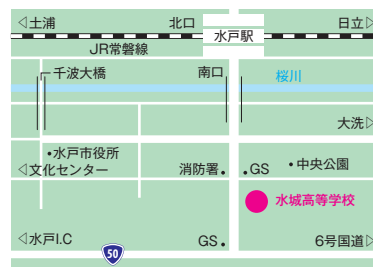 ◁土浦
北口
日立▷
水戸駅
JR常磐線
千波大橋
南口
桜川
大洗▷
•水戸市役所
◁文化センター
消防署•
•GS
•中央公園
水城高等学校
◁水戸I.C
50
GS•
6号国道▷